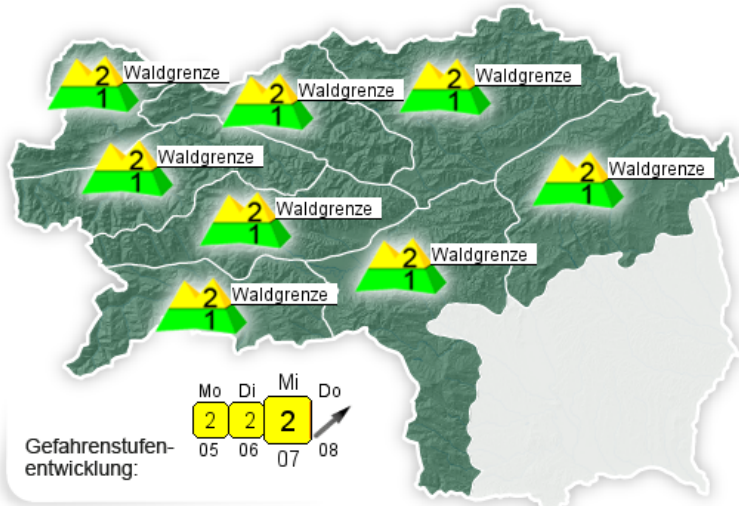 2 Waldgrenze
1
2 Waldgrenze
1
2 Waldgrenze
1
2 Waldgrenze
1
2 Waldgrenze
1
2 Waldgrenze
1
2 Waldgrenze
1
2 Waldgrenze
1
Mo Di Mi Do
2 2 2
05 06 07 08
Gefahrenstufen-
entwicklung: